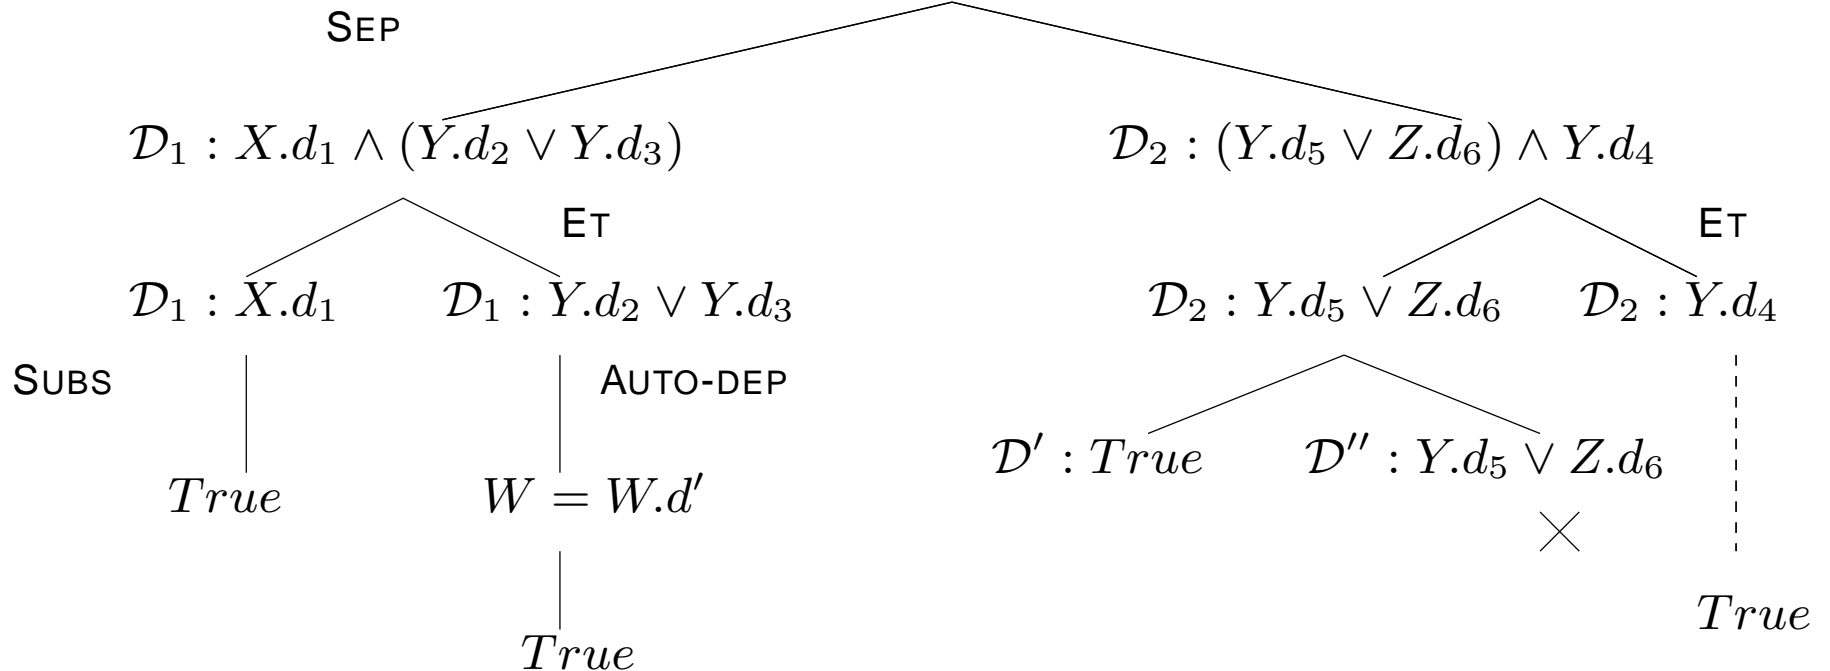 SEP
𝒟₁ : X.d₁ ∧ (Y.d₂ ∨ Y.d₃) 𝒟₂ : (Y.d₅ ∨ Z.d₆) ∧ Y.d₄
ET ET
𝒟₁ : X.d₁ 𝒟₁ : Y.d₂ ∨ Y.d₃ 𝒟₂ : Y.d₅ ∨ Z.d₆ 𝒟₂ : Y.d₄
SUBS AUTO-DEP
𝒟′ : True 𝒟′′ : Y.d₅ ∨ Z.d₆
True W = W.d′
True
True